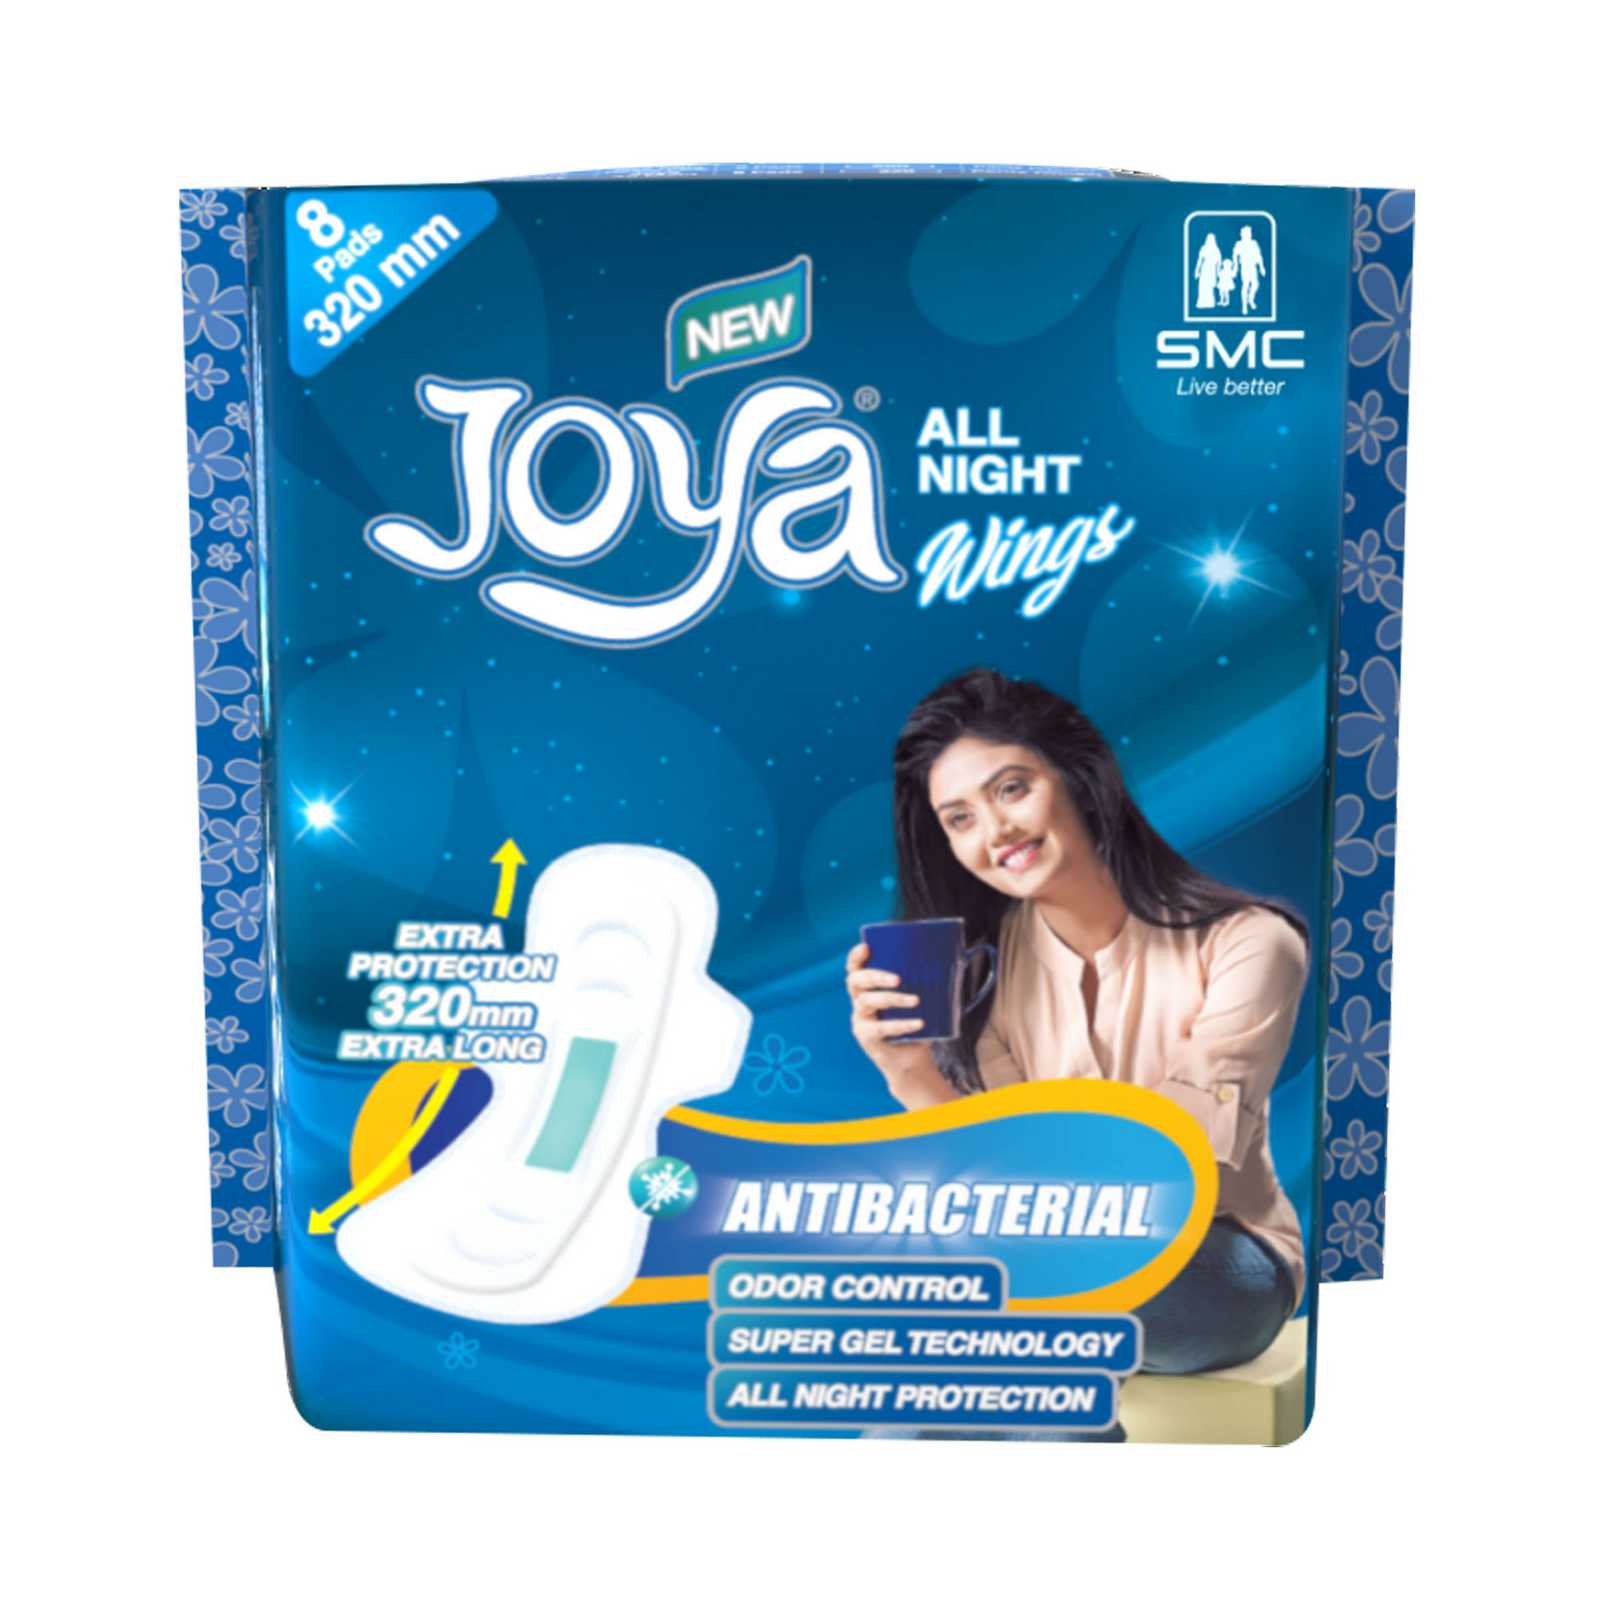 8
Pads
320 mm
NEW
Joya®
ALL
NIGHT
Wings
SMC
Live better
EXTRA
PROTECTION
320mm
EXTRA LONG
ANTIBACTERIAL
ODOR CONTROL
SUPER GEL TECHNOLOGY
ALL NIGHT PROTECTION